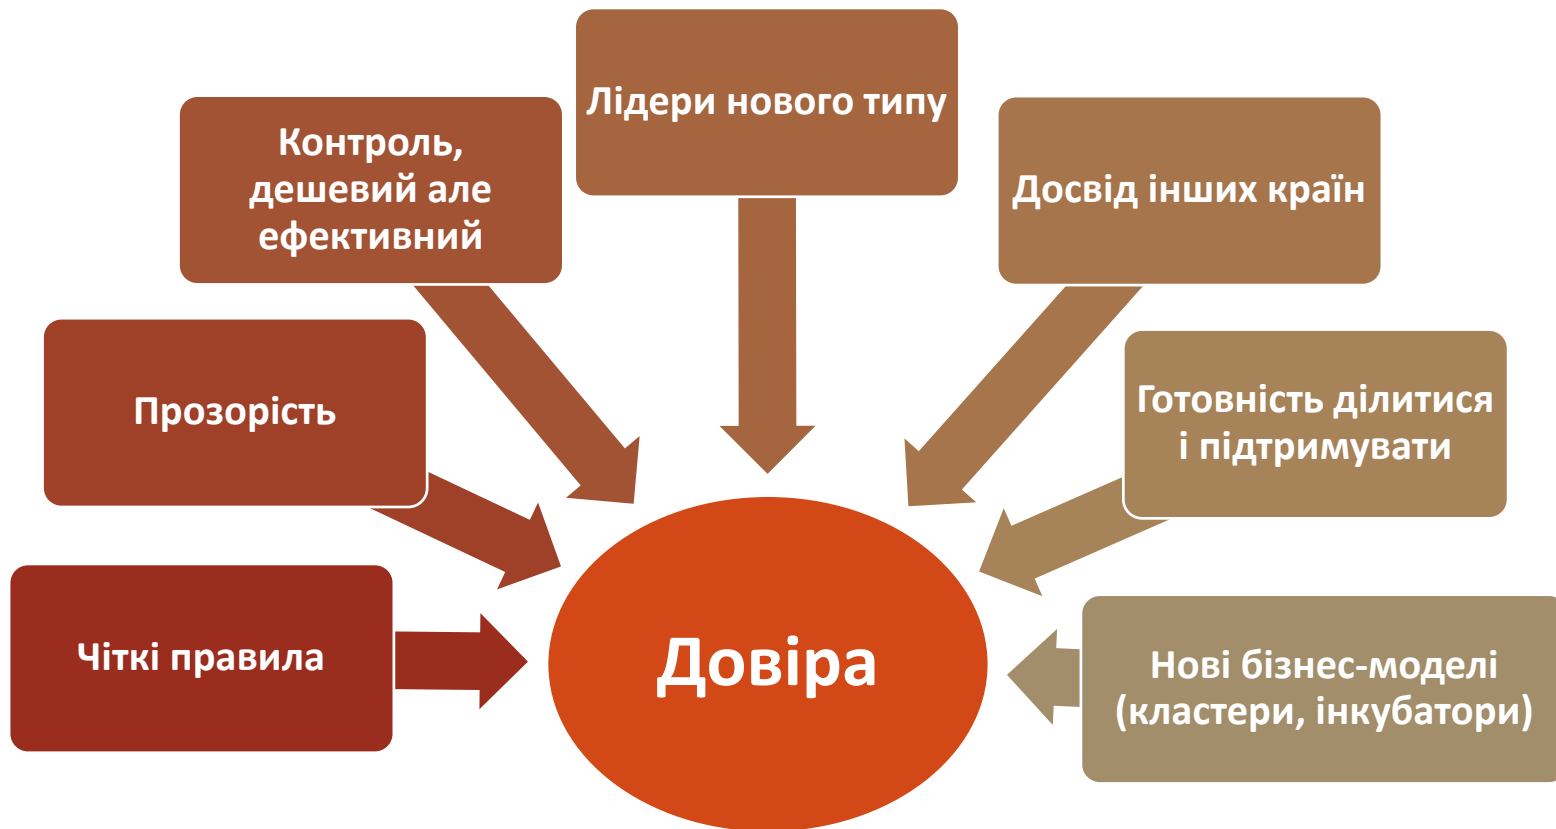 Лідери нового типу
Контроль,
дешевий але
ефективний
Досвід інших країн
Прозорість
Готовність ділитися
і підтримувати
Чіткі правила
Довіра
Нові бізнес-моделі
(кластери, інкубатори)